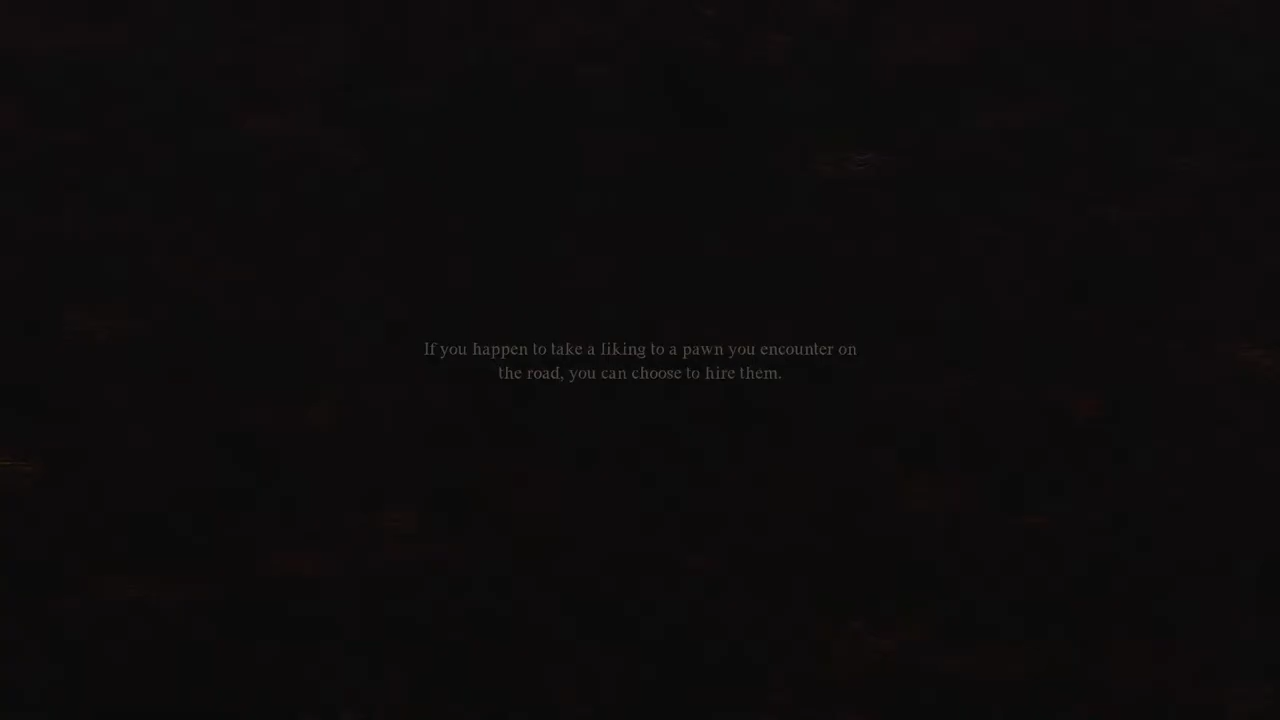 If you happen to take a liking to a pawn you encounter on
the road, you can choose to hire them.